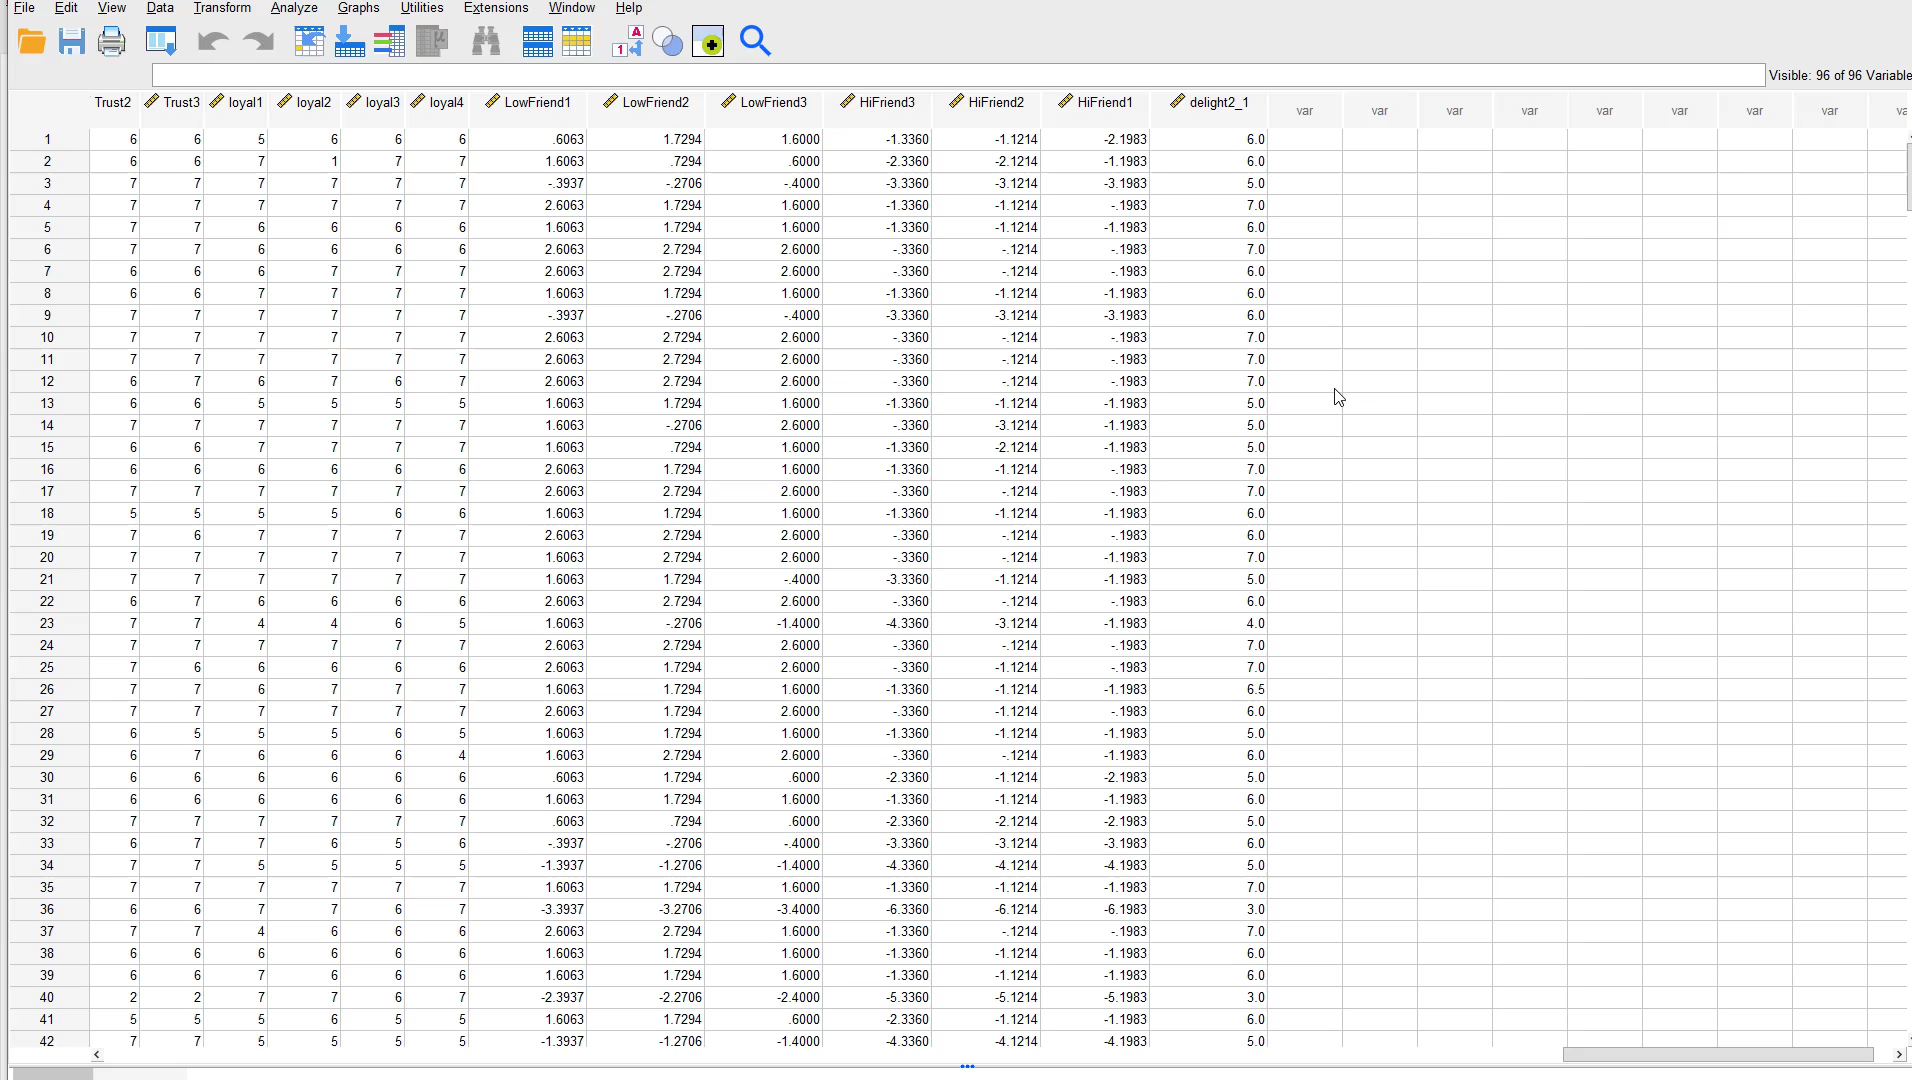 File Edit View Data Transform Analyze Graphs Utilities Extensions Window Help
Visible: 96 of 96 Variable
Trust2 Trust3 loyal1 loyal2 loyal3 loyal4 LowFriend1 LowFriend2 LowFriend3 HiFriend3 HiFriend2 HiFriend1 delight2_1 var var var var var var var var va
1 6 6 5 6 6 6 .6063 1.7294 1.6000 -1.3360 -1.1214 -2.1983 6.0
2 6 6 7 1 7 7 1.6063 .7294 .6000 -2.3360 -2.1214 -1.1983 6.0
3 7 7 7 7 7 7 -.3937 -.2706 -.4000 -3.3360 -3.1214 -3.1983 5.0
4 7 7 7 7 7 7 2.6063 1.7294 1.6000 -1.3360 -1.1214 -.1983 7.0
5 7 7 6 6 6 6 1.6063 1.7294 1.6000 -1.3360 -1.1214 -1.1983 6.0
6 7 7 6 6 6 6 2.6063 2.7294 2.6000 -.3360 -.1214 -.1983 7.0
7 6 6 6 7 7 7 2.6063 2.7294 2.6000 -.3360 -.1214 -.1983 6.0
8 6 6 7 7 7 7 1.6063 1.7294 1.6000 -1.3360 -1.1214 -1.1983 6.0
9 7 7 7 7 7 7 -.3937 -.2706 -.4000 -3.3360 -3.1214 -3.1983 6.0
10 7 7 7 7 7 7 2.6063 2.7294 2.6000 -.3360 -.1214 -.1983 7.0
11 7 7 7 7 7 7 2.6063 2.7294 2.6000 -.3360 -.1214 -.1983 7.0
12 6 7 6 7 6 7 2.6063 2.7294 2.6000 -.3360 -.1214 -.1983 7.0
13 6 6 5 5 5 5 1.6063 1.7294 1.6000 -1.3360 -1.1214 -1.1983 5.0
14 7 7 7 7 7 7 1.6063 -.2706 2.6000 -.3360 -3.1214 -1.1983 5.0
15 6 6 7 7 7 7 1.6063 .7294 1.6000 -1.3360 -2.1214 -1.1983 5.0
16 6 6 6 6 6 6 2.6063 1.7294 1.6000 -1.3360 -1.1214 -.1983 7.0
17 7 7 7 7 7 7 2.6063 2.7294 2.6000 -.3360 -.1214 -.1983 7.0
18 5 5 5 5 6 6 1.6063 1.7294 1.6000 -1.3360 -1.1214 -1.1983 6.0
19 7 6 7 7 7 7 2.6063 2.7294 2.6000 -.3360 -.1214 -.1983 6.0
20 7 7 7 7 7 7 1.6063 2.7294 2.6000 -.3360 -.1214 -1.1983 7.0
21 7 7 7 7 7 7 1.6063 1.7294 -.4000 -3.3360 -1.1214 -1.1983 5.0
22 6 7 6 6 6 6 2.6063 2.7294 2.6000 -.3360 -.1214 -.1983 6.0
23 7 7 4 4 6 5 1.6063 -.2706 -1.4000 -4.3360 -3.1214 -1.1983 4.0
24 7 7 7 7 7 7 2.6063 2.7294 2.6000 -.3360 -.1214 -.1983 7.0
25 7 6 6 6 6 6 2.6063 1.7294 2.6000 -.3360 -1.1214 -.1983 7.0
26 7 7 6 7 7 7 1.6063 1.7294 1.6000 -1.3360 -1.1214 -1.1983 6.5
27 7 7 7 7 7 7 2.6063 1.7294 2.6000 -.3360 -1.1214 -.1983 6.0
28 6 5 5 5 6 5 1.6063 1.7294 1.6000 -1.3360 -1.1214 -1.1983 5.0
29 6 7 6 6 6 4 1.6063 2.7294 2.6000 -.3360 -.1214 -1.1983 6.0
30 6 6 6 6 6 6 .6063 1.7294 .6000 -2.3360 -1.1214 -2.1983 5.0
31 6 6 6 6 6 6 1.6063 1.7294 1.6000 -1.3360 -1.1214 -1.1983 6.0
32 7 7 7 7 7 7 .6063 .7294 .6000 -2.3360 -2.1214 -2.1983 5.0
33 6 7 7 6 5 6 -.3937 -.2706 -.4000 -3.3360 -3.1214 -3.1983 6.0
34 7 7 5 5 5 5 -1.3937 -1.2706 -1.4000 -4.3360 -4.1214 -4.1983 5.0
35 7 7 7 7 7 7 1.6063 1.7294 1.6000 -1.3360 -1.1214 -1.1983 7.0
36 6 6 7 7 6 7 -3.3937 -3.2706 -3.4000 -6.3360 -6.1214 -6.1983 3.0
37 7 7 4 6 6 6 2.6063 2.7294 1.6000 -1.3360 -.1214 -.1983 7.0
38 6 6 6 6 6 6 1.6063 1.7294 1.6000 -1.3360 -1.1214 -1.1983 6.0
39 6 6 7 6 6 6 1.6063 1.7294 1.6000 -1.3360 -1.1214 -1.1983 6.0
40 2 2 7 7 6 7 -2.3937 -2.2706 -2.4000 -5.3360 -5.1214 -5.1983 3.0
41 5 5 5 6 5 5 1.6063 1.7294 .6000 -2.3360 -1.1214 -1.1983 6.0
42 7 7 5 5 5 5 -1.3937 -1.2706 -1.4000 -4.3360 -4.1214 -4.1983 5.0